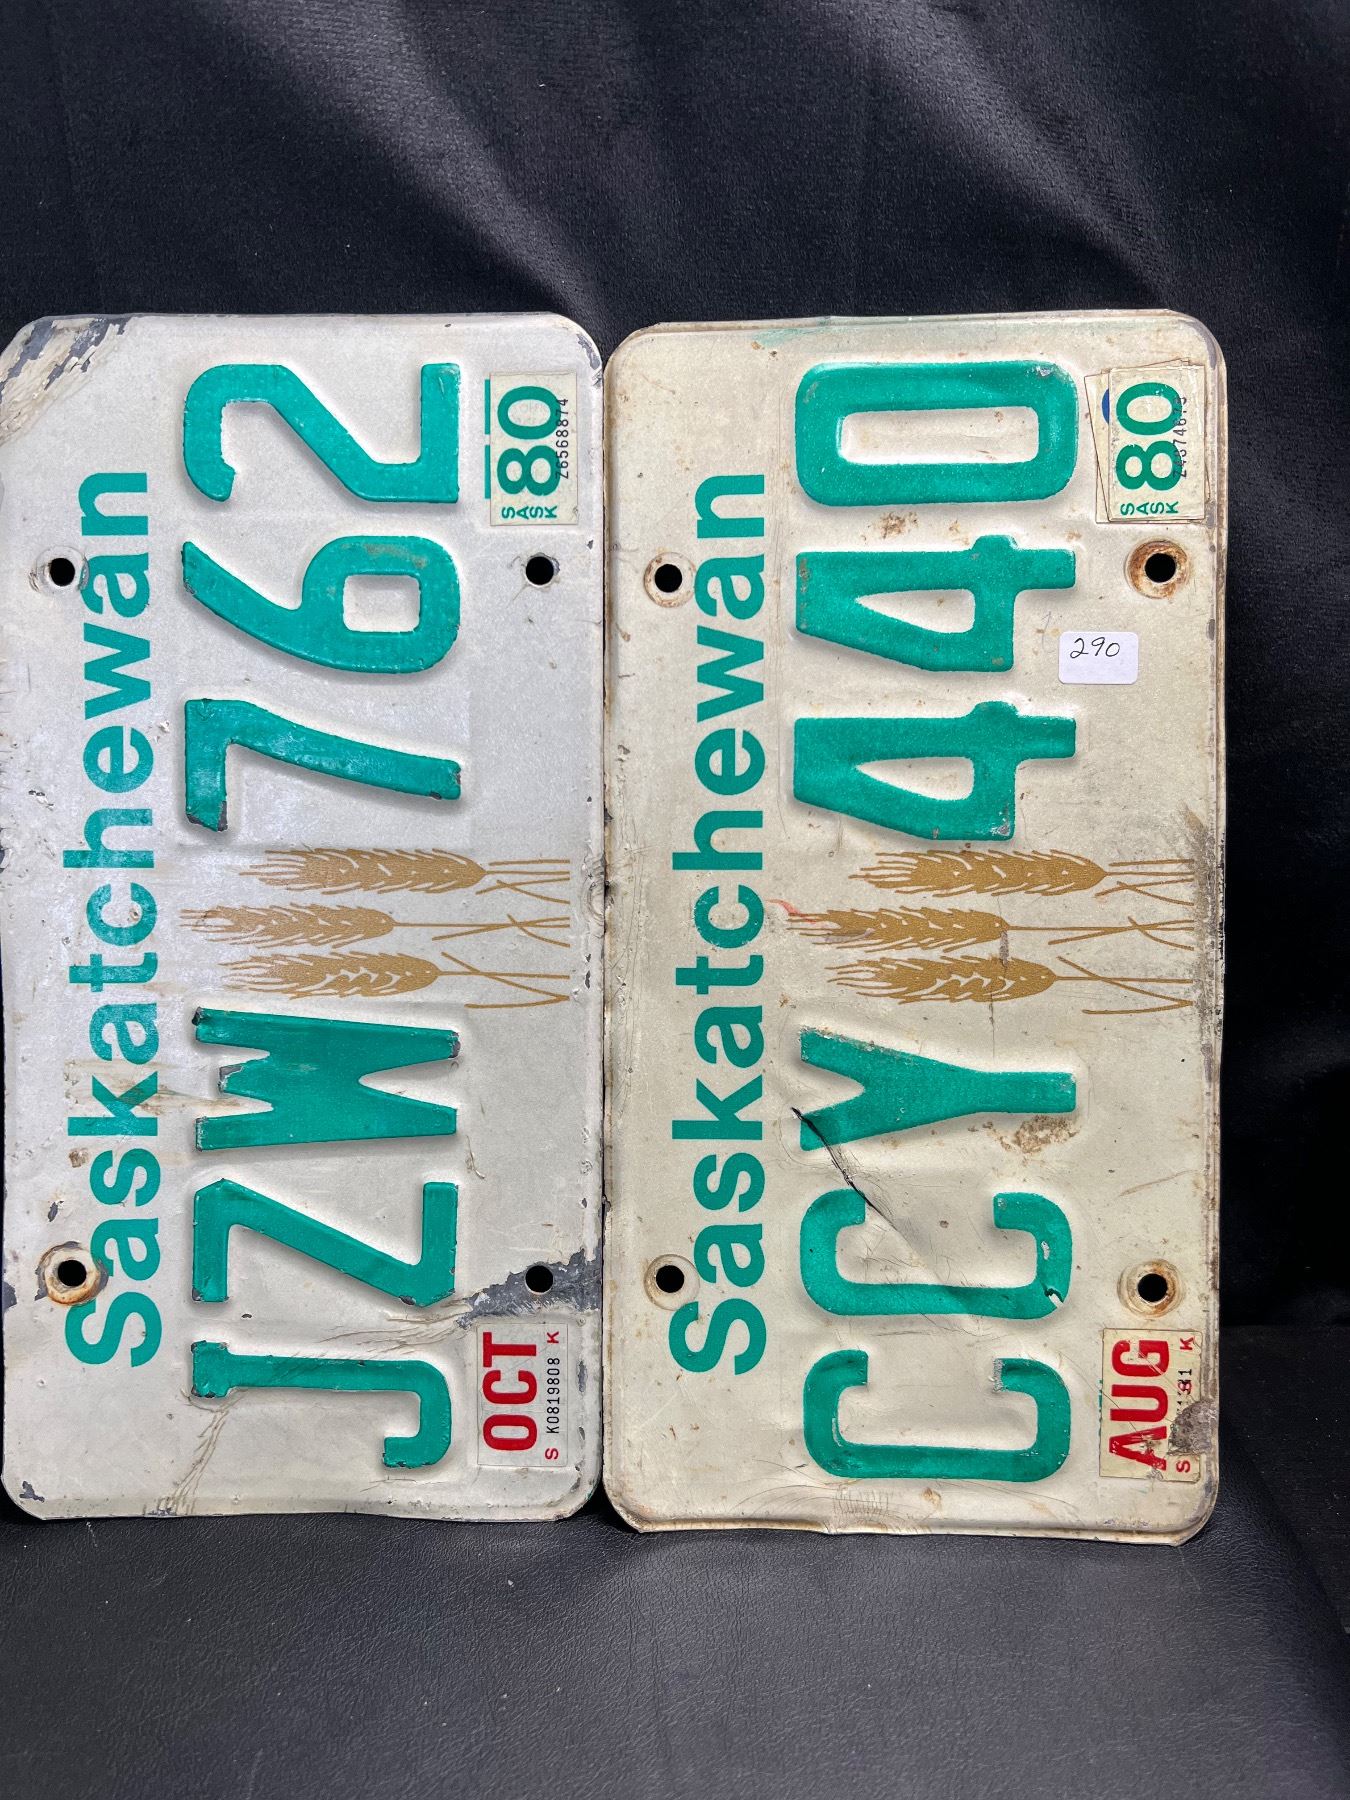 Saskatchewan
JZW 762
OCT
S K0819808 K
SASK 80
Z6568874
Saskatchewan
CCY 440
290
AUG
S K
SASK 80